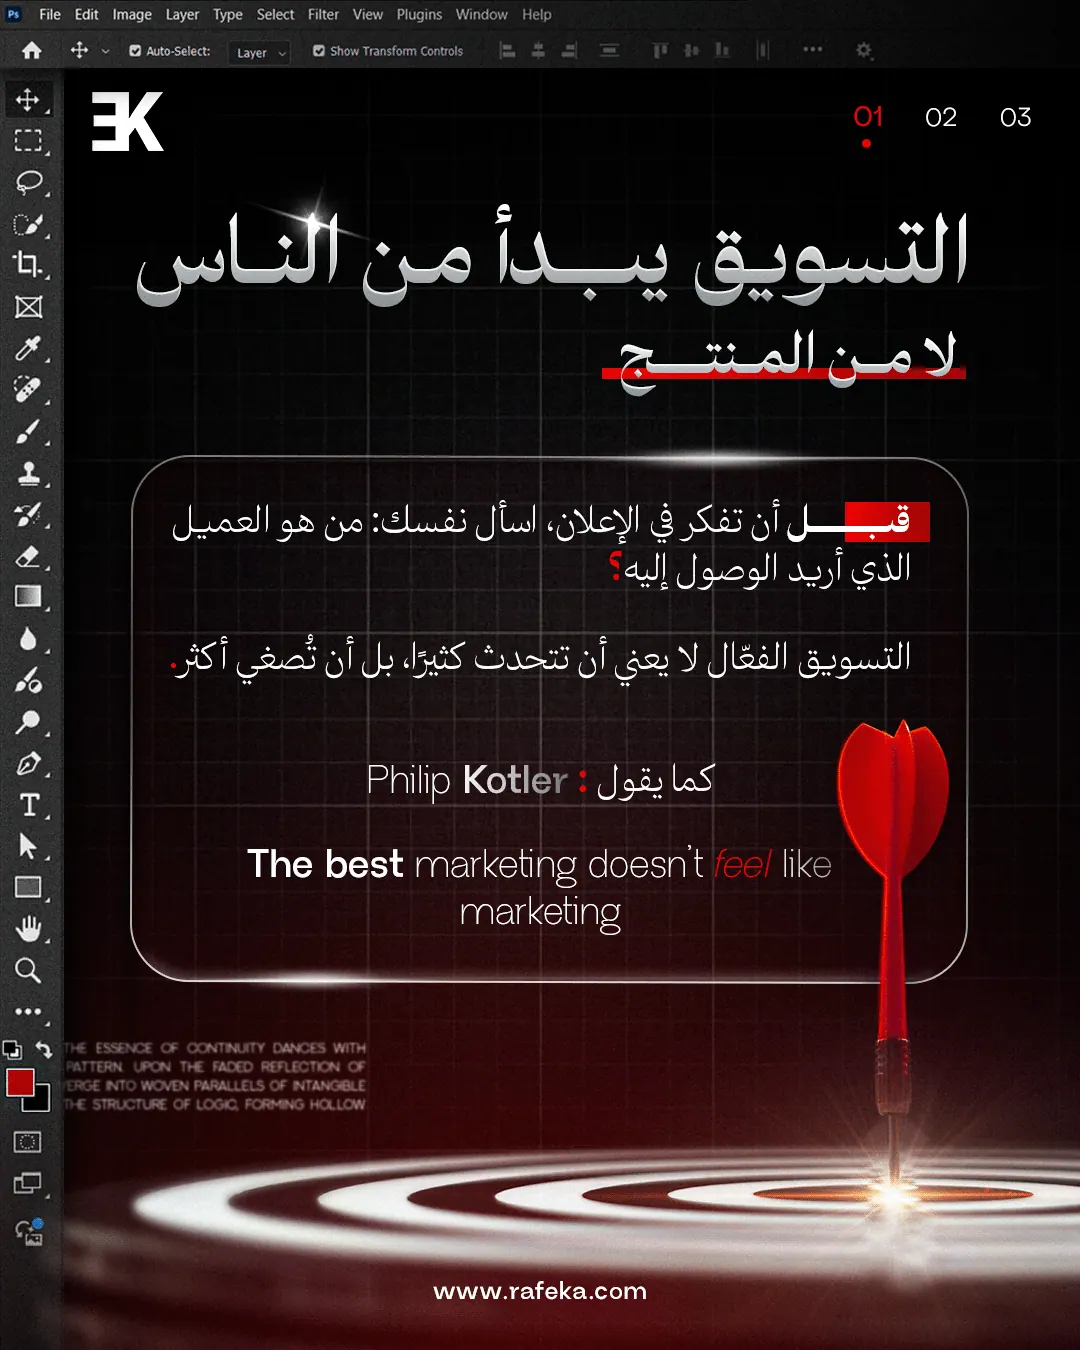 Ps File Edit Image Layer Type Select Filter View Plugins Window Help
Auto-Select: Layer Show Transform Controls
EK
01 02 03
التسويق يبدأ من الناس
لا من المنتج
قبل أن تفكر في الإعلان، اسأل نفسك: من هو العميل
الذي أريد الوصول إليه؟
التسويق الفعّال لا يعني أن تتحدث كثيرًا، بل أن تُصغي أكثر.
كما يقول : Philip Kotler
The best marketing doesn't feel like
marketing
THE ESSENCE OF CONTINUITY DANCES WITH
PATTERN. UPON THE FADED REFLECTION OF
VERGE INTO WOVEN PARALLELS OF INTANGIBLE
THE STRUCTURE OF LOGIC, FORMING HOLLOW
www.rafeka.com